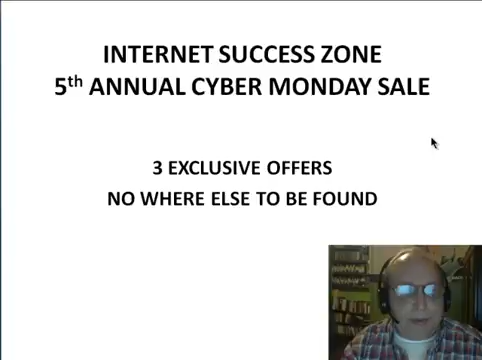 INTERNET SUCCESS ZONE
5th ANNUAL CYBER MONDAY SALE
3 EXCLUSIVE OFFERS
NO WHERE ELSE TO BE FOUND